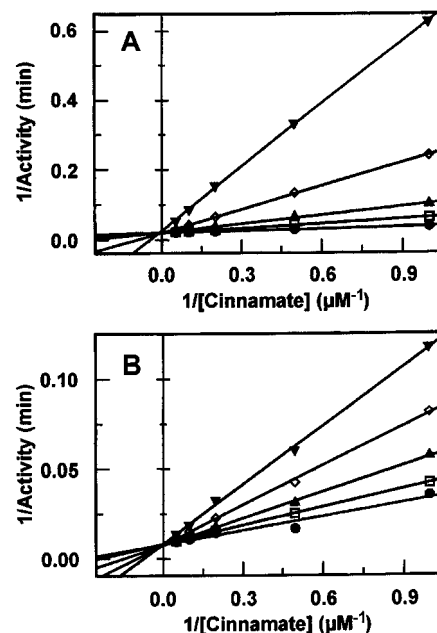 A
1/Activity (min)
0.6
0.4
0.2
0.0
0.0 0.3 0.6 0.9
1/[Cinnamate] (µM⁻¹)
B
1/Activity (min)
0.10
0.05
0.00
0.0 0.3 0.6 0.9
1/[Cinnamate] (µM⁻¹)